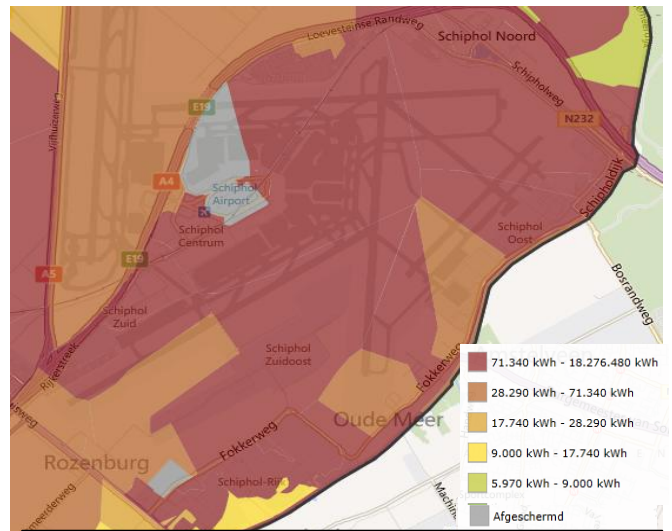 Loevesteinse Randweg
Schiphol Noord
Schipholweg
Vijfhuizerweg
E19
N232
A4
Schiphol
Airport
Schipholdijk
Schiphol
Centrum
Schiphol
Oost
E19
A5
Bosrandweg
Schiphol
Zuid
Schiphol
Zuidoost
Rijkerstreek
Fokkerweg
Oude Meer
Fokkerweg
Rozenburg
Schiphol-Rijk
71.340 kWh - 18.276.480 kWh
28.290 kWh - 71.340 kWh
17.740 kWh - 28.290 kWh
9.000 kWh - 17.740 kWh
5.970 kWh - 9.000 kWh
Afgeschermd